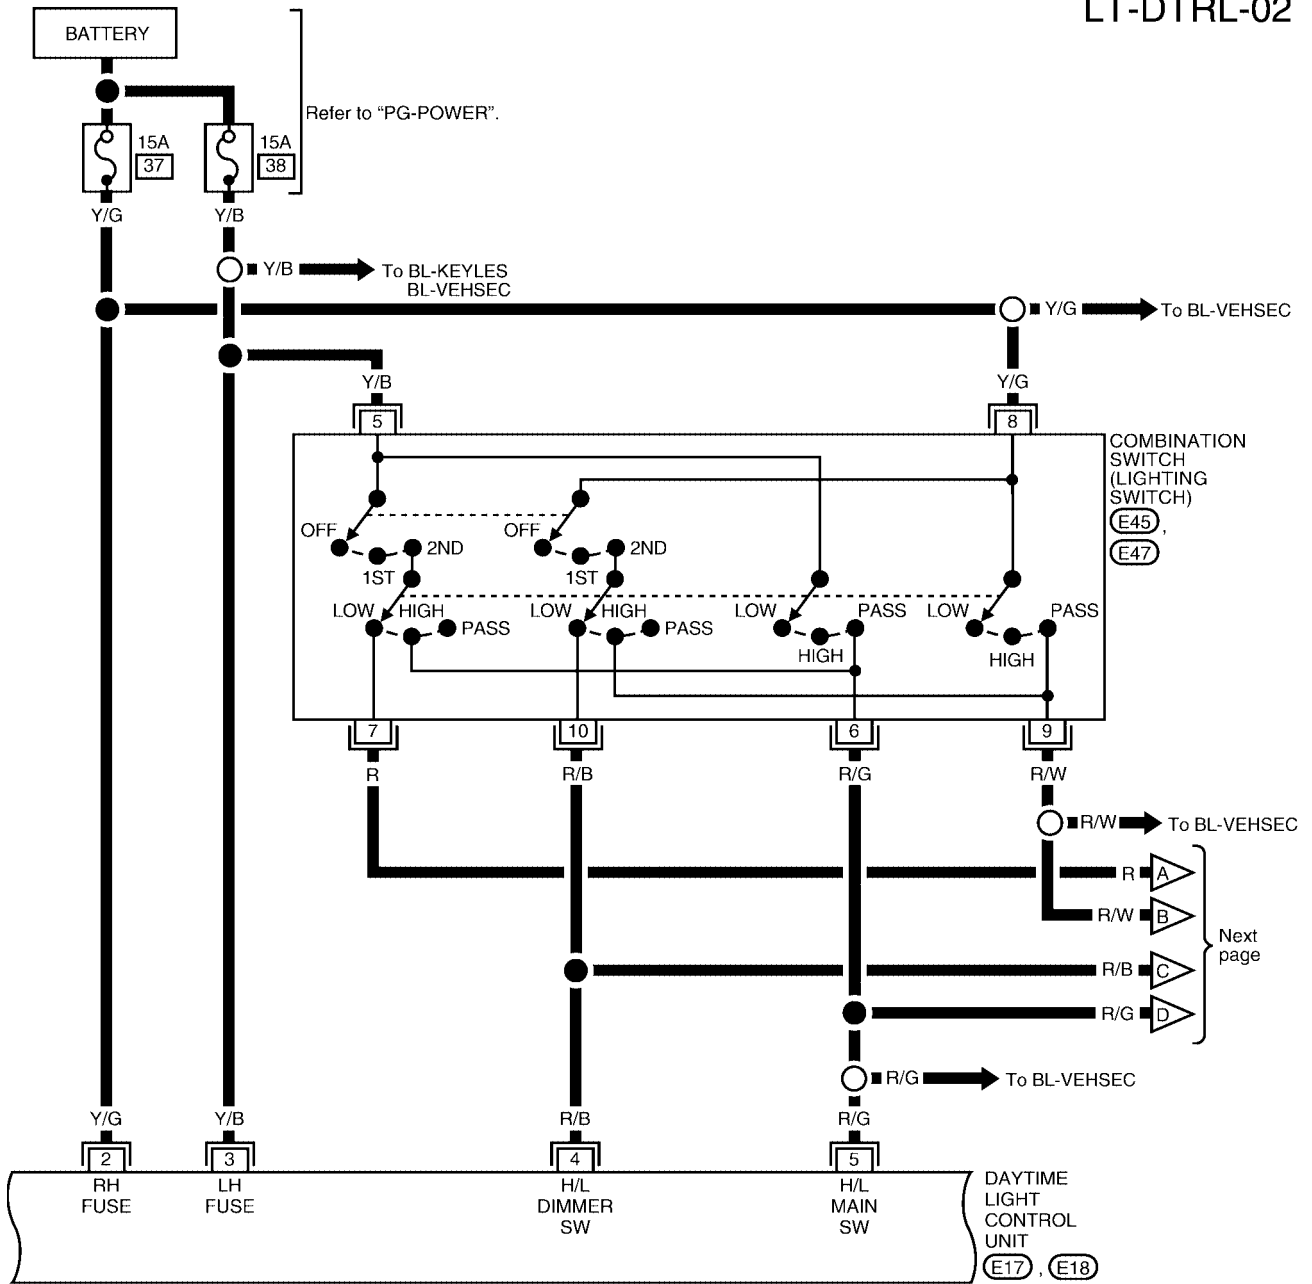 LT-DTRL-02
BATTERY
Refer to “PG-POWER”.
15A
37
15A
38
Y/G
Y/B
Y/B
To BL-KEYLES
BL-VEHSEC
Y/G
To BL-VEHSEC
Y/B
Y/G
5
8
COMBINATION
SWITCH
(LIGHTING
SWITCH)
E45 ,
E47
OFF
2ND
1ST
OFF
2ND
1ST
LOW
HIGH
PASS
LOW
HIGH
PASS
LOW
PASS
HIGH
LOW
PASS
HIGH
7
10
6
9
R
R/B
R/G
R/W
R/W
To BL-VEHSEC
R
A
R/W
B
Next
page
R/B
C
R/G
D
R/G
To BL-VEHSEC
Y/G
Y/B
R/B
R/G
2
3
4
5
RH
FUSE
LH
FUSE
H/L
DIMMER
SW
H/L
MAIN
SW
DAYTIME
LIGHT
CONTROL
UNIT
E17 , E18